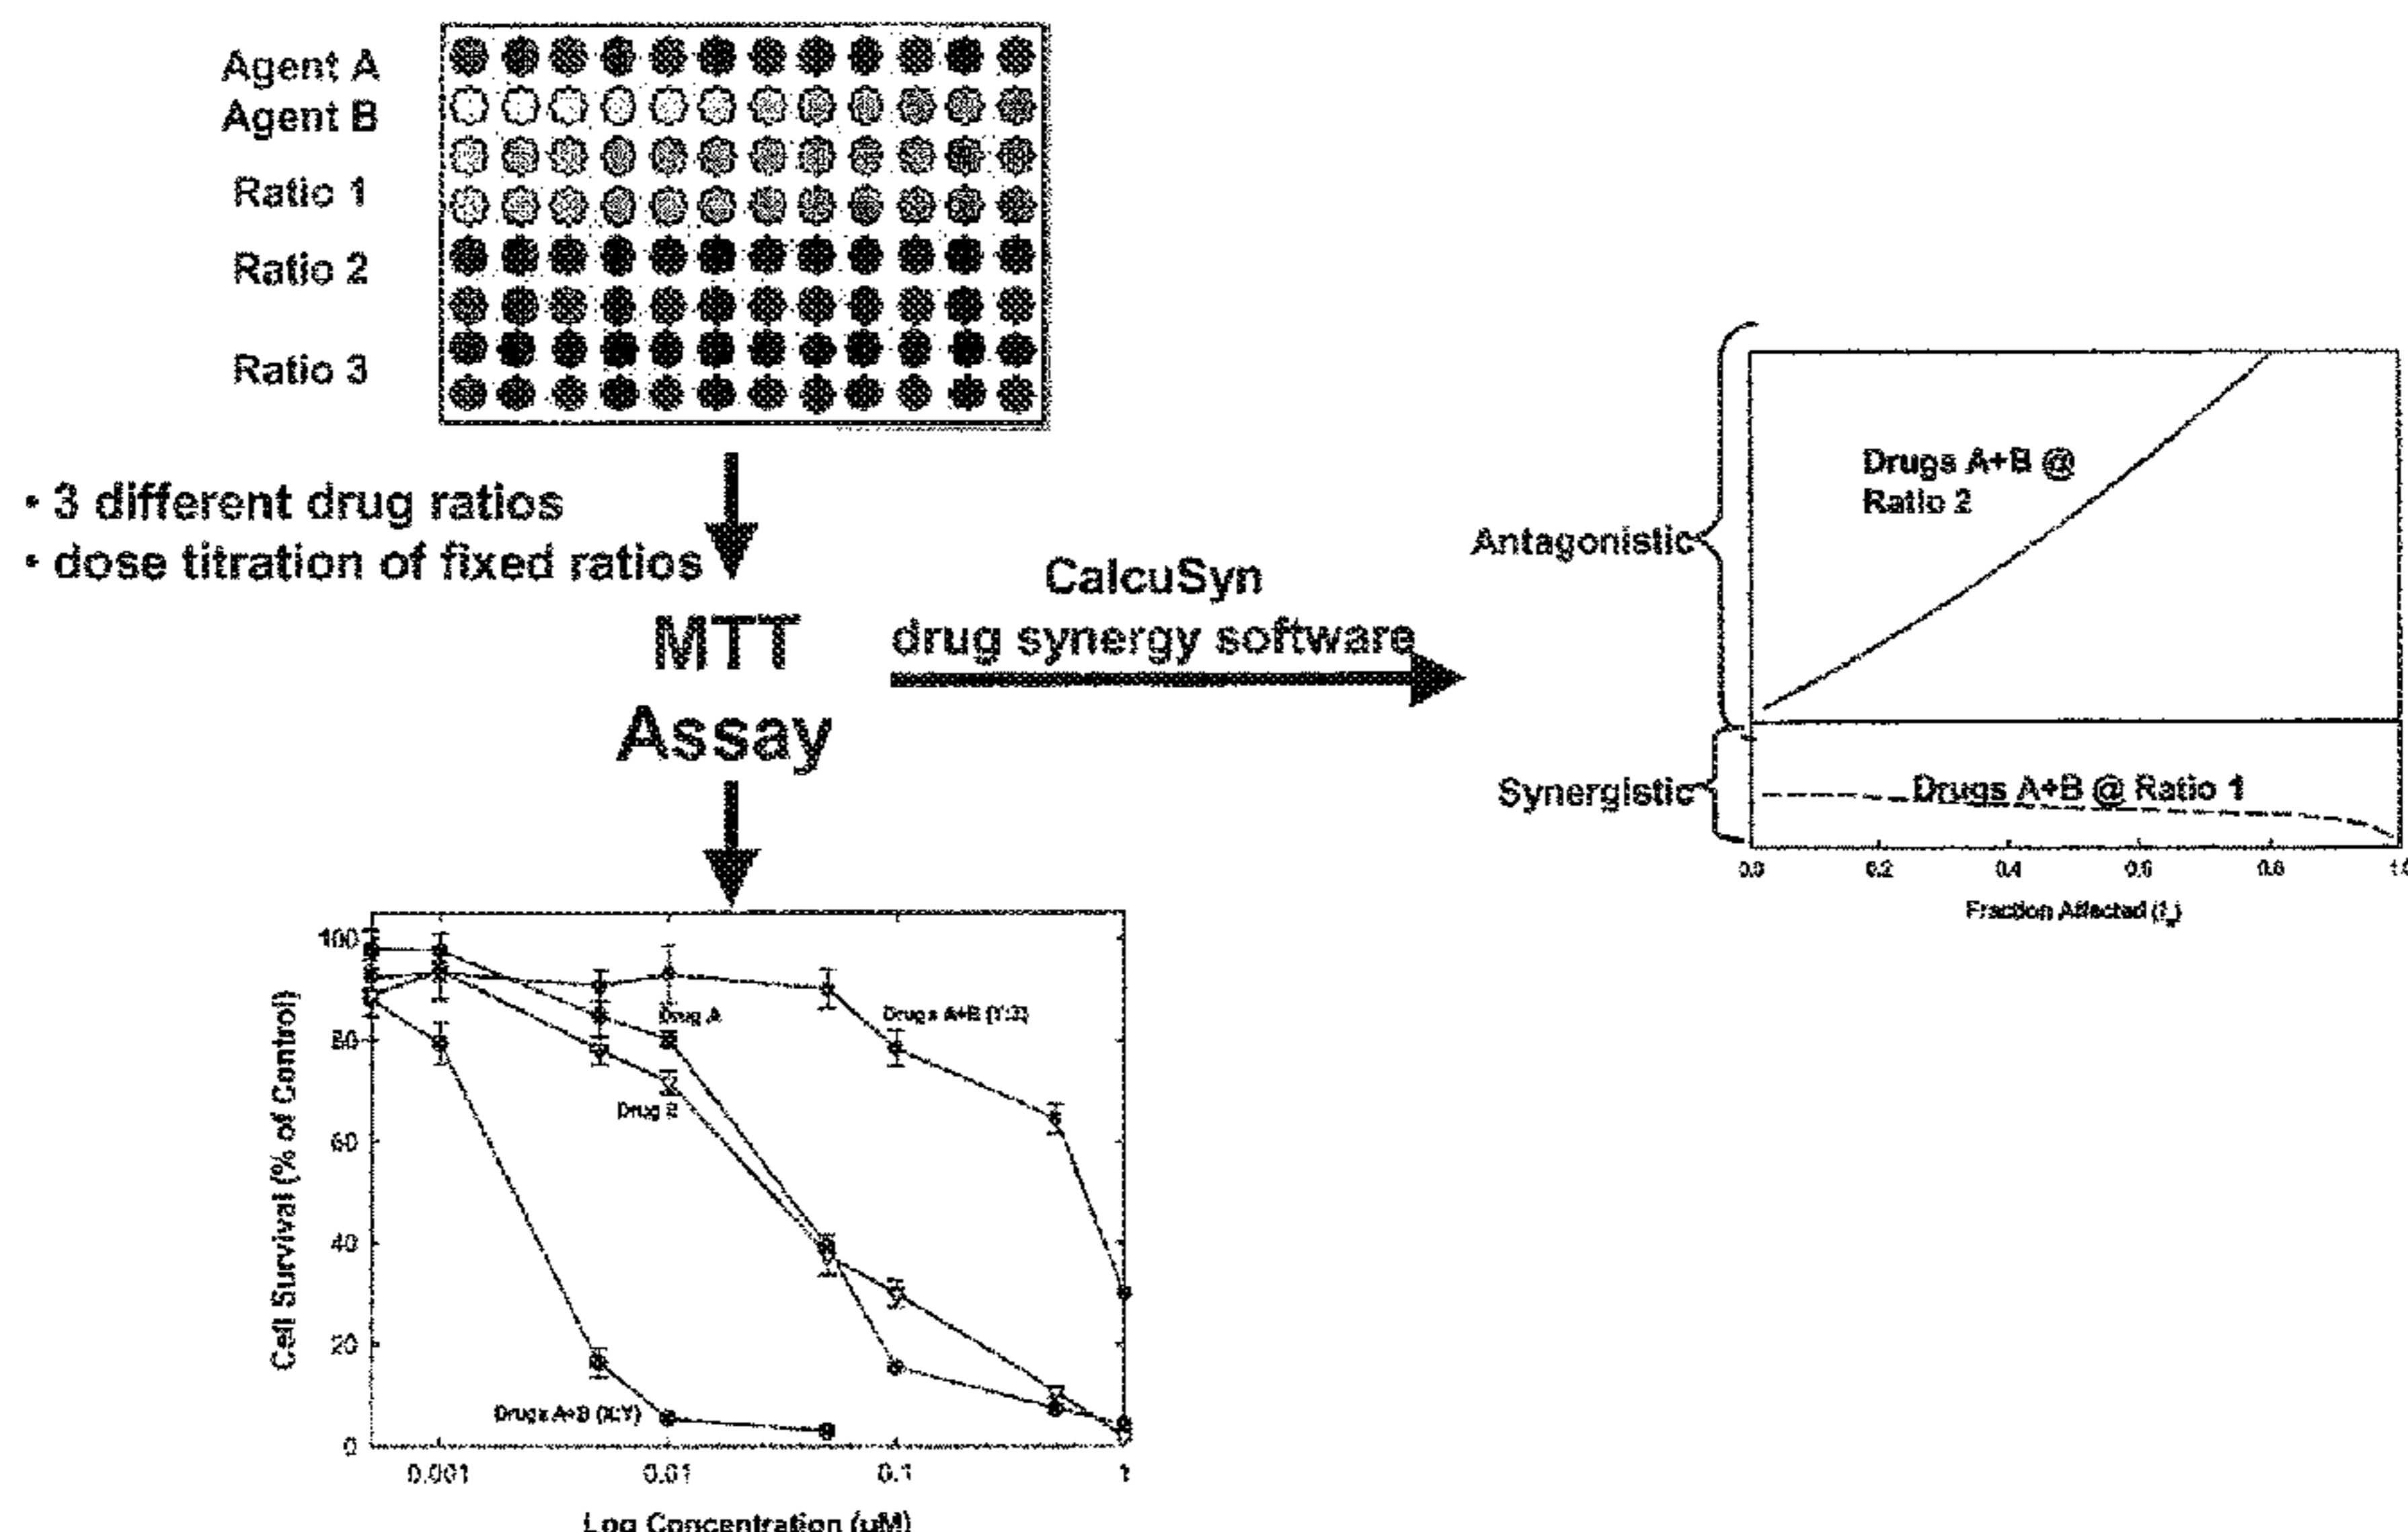 Agent A
Agent B
Ratio 1
Ratio 2
Ratio 3
• 3 different drug ratios
• dose titration of fixed ratios
MTT
Assay
CalcuSyn
drug synergy software
Antagonistic
Synergistic
Drugs A+B @
Ratio 2
Drugs A+B @ Ratio 1
0.0 0.2 0.4 0.6 0.8 1.0
Fraction Affected (fa)
Cell Survival (% of Control)
100
80
60
40
20
0
Drug A
Drug B
Drugs A+B (Y:Z)
Drugs A+B (X:Y)
0.001 0.01 0.1 1
Log Concentration (µM)